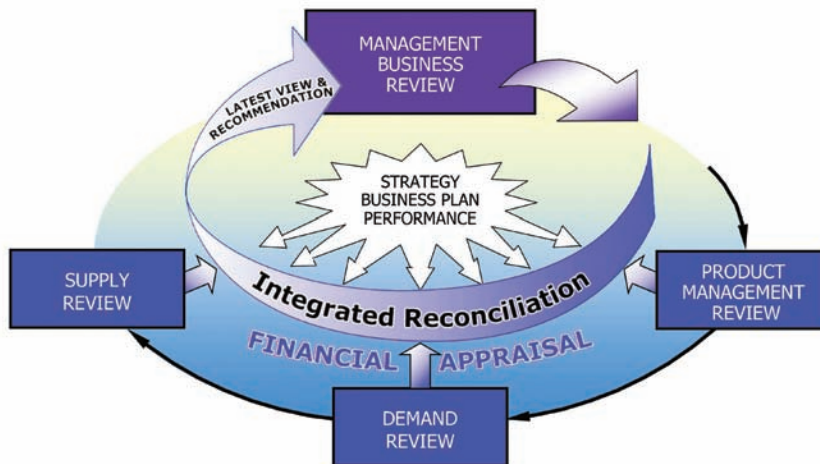 MANAGEMENT
BUSINESS
REVIEW
LATEST VIEW &
RECOMMENDATION
STRATEGY
BUSINESS PLAN
PERFORMANCE
SUPPLY
REVIEW
PRODUCT
MANAGEMENT
REVIEW
Integrated Reconciliation
FINANCIAL APPRAISAL
DEMAND
REVIEW